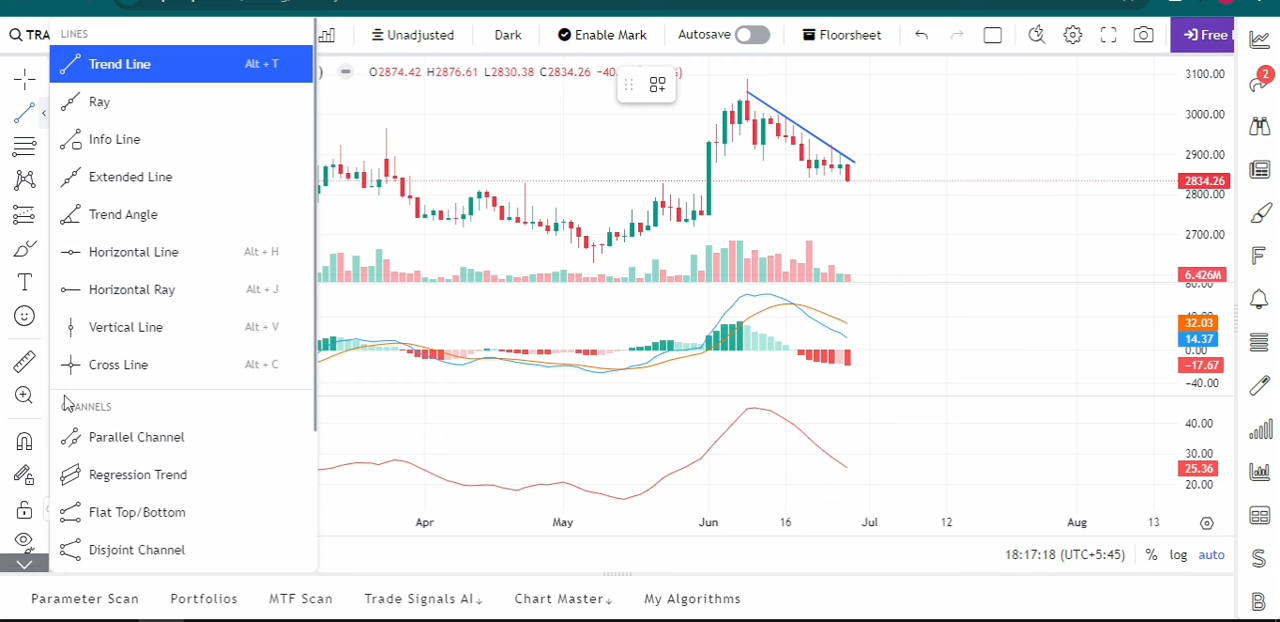 TRA
Unadjusted
Dark
Enable Mark
Autosave
Floorsheet
Free
LINES
Trend Line Alt + T
Ray
Info Line
Extended Line
Trend Angle
Horizontal Line Alt + H
Horizontal Ray Alt + J
Vertical Line Alt + V
Cross Line Alt + C
ANNELS
Parallel Channel
Regression Trend
Flat Top/Bottom
Disjoint Channel
O2874.42 H2876.61 L2830.38 C2834.26
3100.00
3000.00
2900.00
2834.26
2800.00
2700.00
6.426M
32.03
14.37
0.00
−17.67
−40.00
40.00
30.00
25.36
20.00
Apr May Jun 16 Jul 12 Aug 13
18:17:18 (UTC+5:45) % log auto
2
F
S
B
Parameter Scan Portfolios MTF Scan Trade Signals AI↓ Chart Master↓ My Algorithms